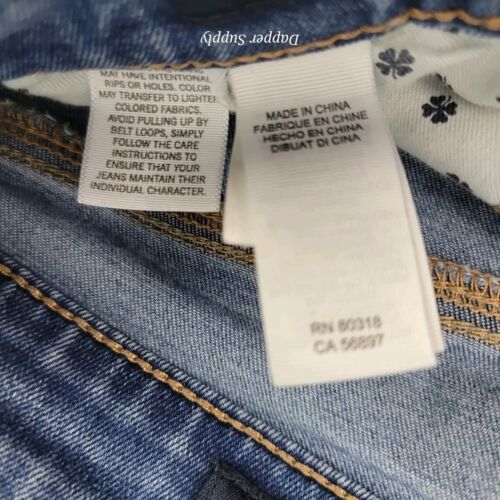 Dapper Supply
MAY HAVE INTENTIONAL
RIPS OR HOLES. COLOR
MAY TRANSFER TO LIGHTER
COLORED FABRICS.
AVOID PULLING UP BY
BELT LOOPS, SIMPLY
FOLLOW THE CARE
INSTRUCTIONS TO
ENSURE THAT YOUR
JEANS MAINTAIN THEIR
INDIVIDUAL CHARACTER.
MADE IN CHINA
FABRIQUE EN CHINE
HECHO EN CHINA
DIBUAT DI CINA
RN 80318
CA 56897